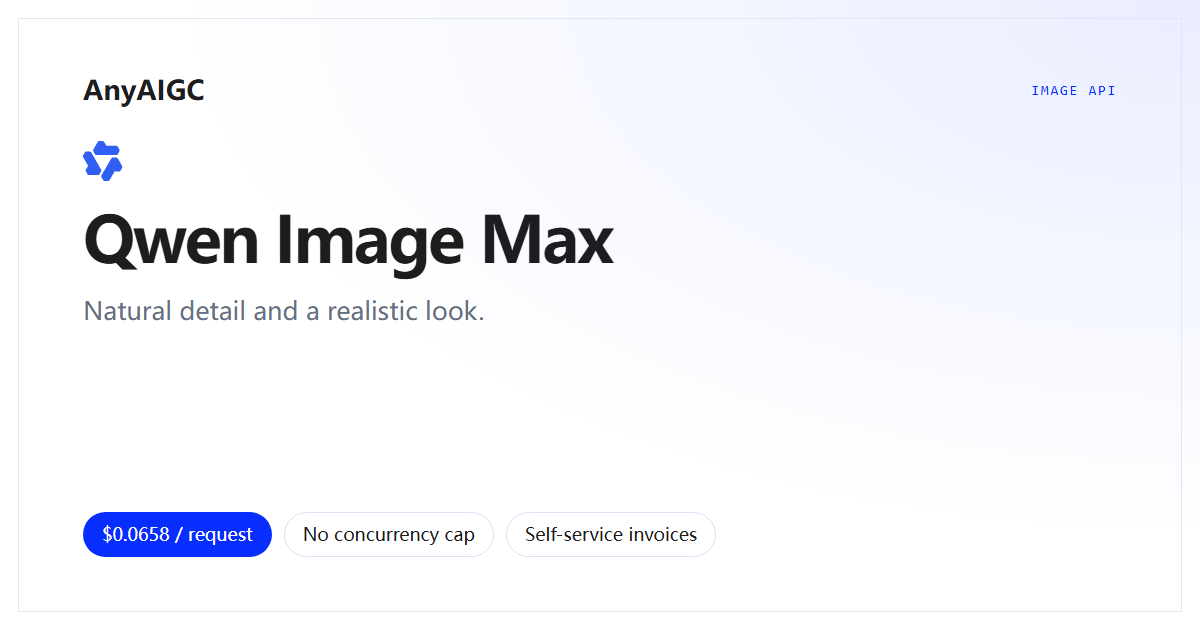 AnyAIGC
IMAGE API
Qwen Image Max
Natural detail and a realistic look.
$0.0658 / request
No concurrency cap
Self-service invoices